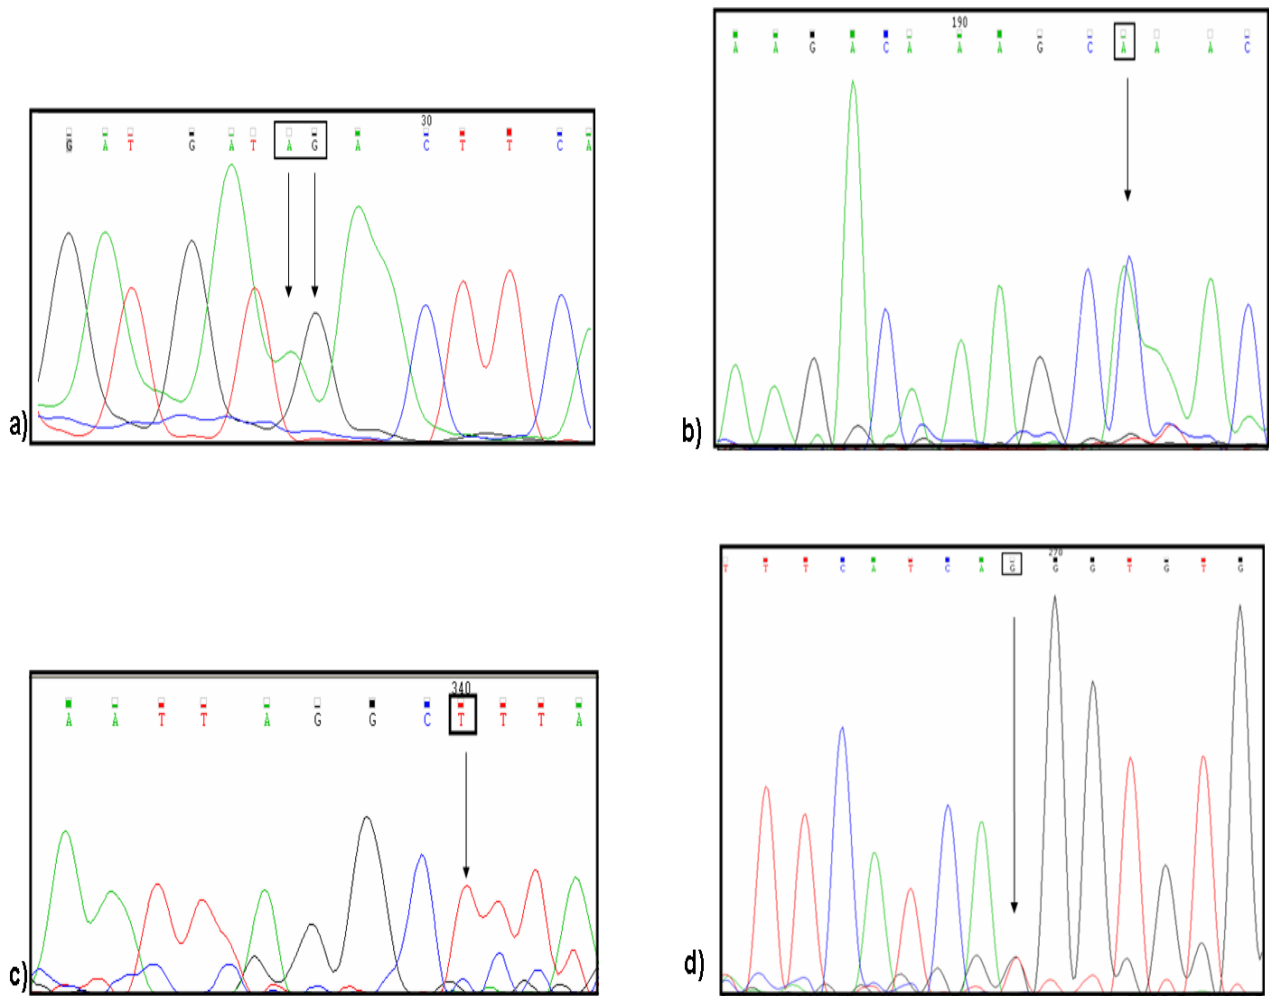 30
G A T G A T A G A C T T C A
a)
190
A A G A C A A A G C A A A C
b)
340
A A T T A G G C T T T A
c)
270
T T T C A T C A G G G T G T G
d)